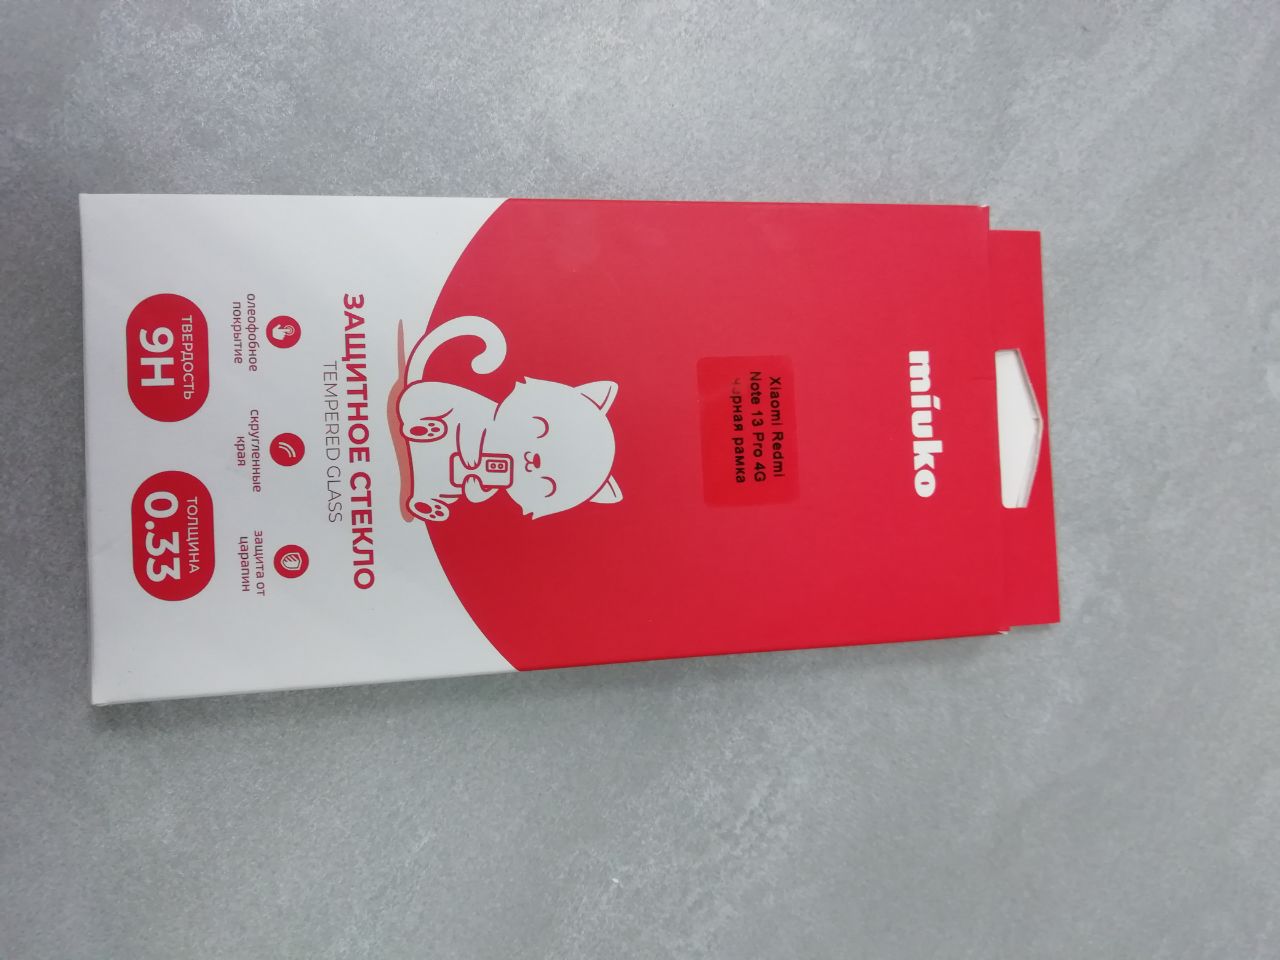 miuko
Xiaomi Redmi
Note 13 Pro 4G
рамка
ЗАЩИТНОЕ СТЕКЛО
TEMPERED GLASS
олеофобное
покрытие
скругленные
края
защита от
царапин
ТВЕРДОСТЬ
9H
ТОЛЩИНА
0.33